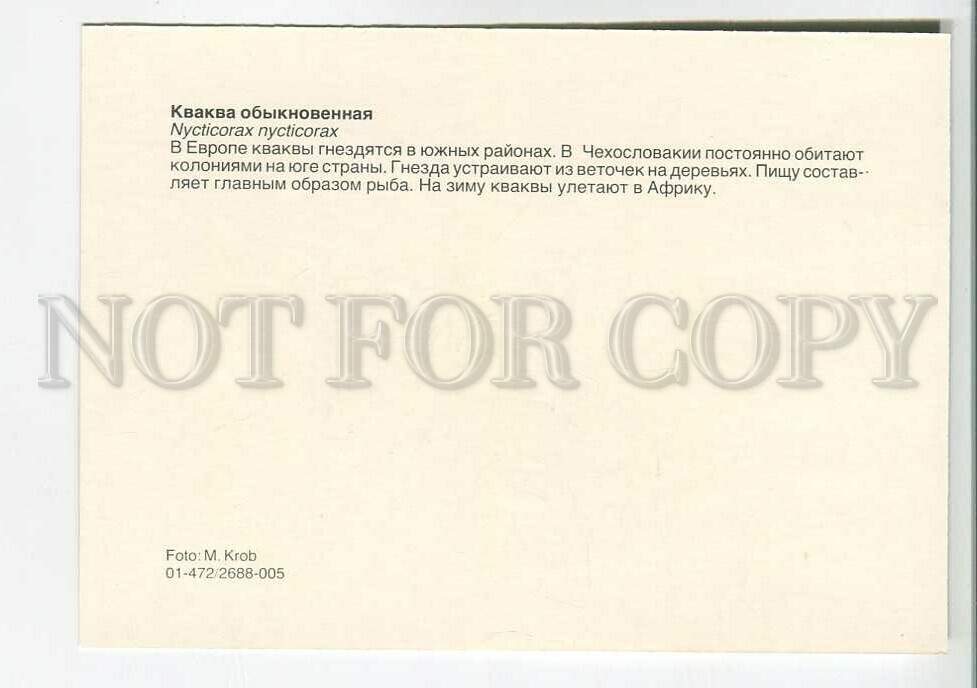 Кваква обыкновенная
Nycticorax nycticorax
В Европе кваквы гнездятся в южных районах. В Чехословакии постоянно обитают
колониями на юге страны. Гнезда устраивают из веточек на деревьях. Пищу состав-
ляет главным образом рыба. На зиму кваквы улетают в Африку.
NOT FOR COPY
Foto: M. Krob
01-472/2688-005